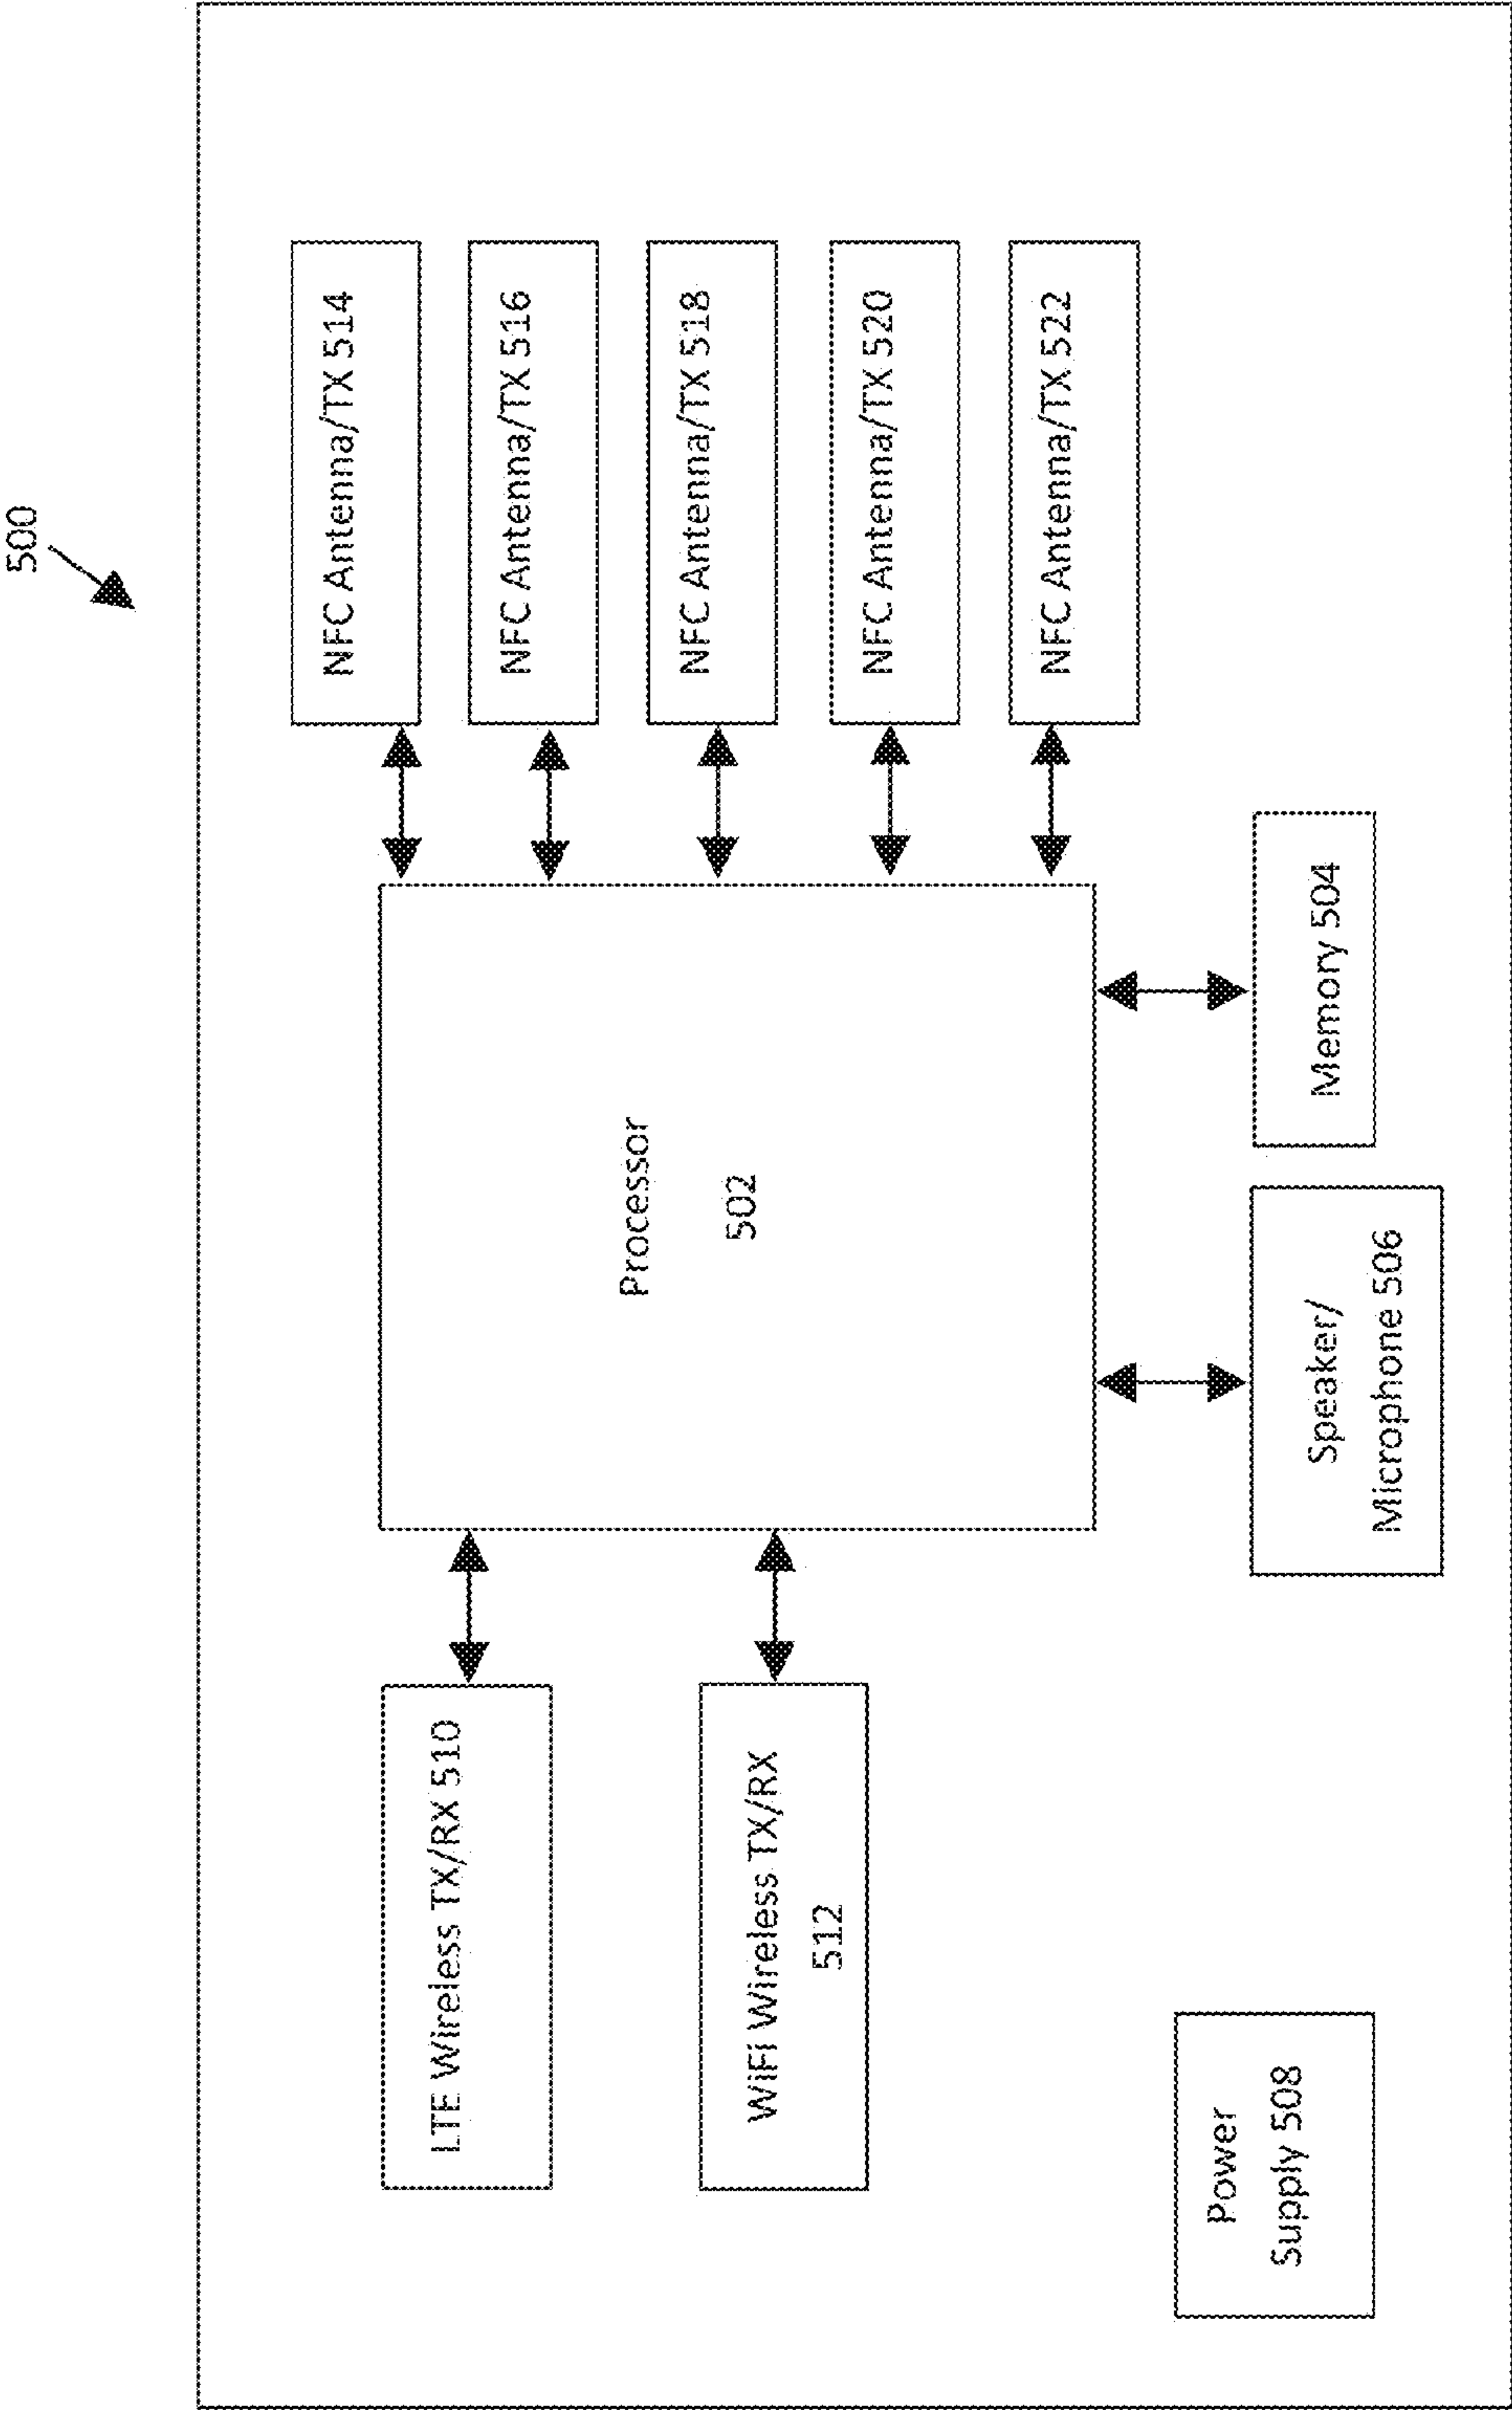 500
LTE Wireless TX/RX 510
WiFi Wireless TX/RX
512
Power
Supply 508
Processor
502
Speaker/
Microphone 506
Memory 504
NFC Antenna/TX 514
NFC Antenna/TX 516
NFC Antenna/TX 518
NFC Antenna/TX 520
NFC Antenna/TX 522